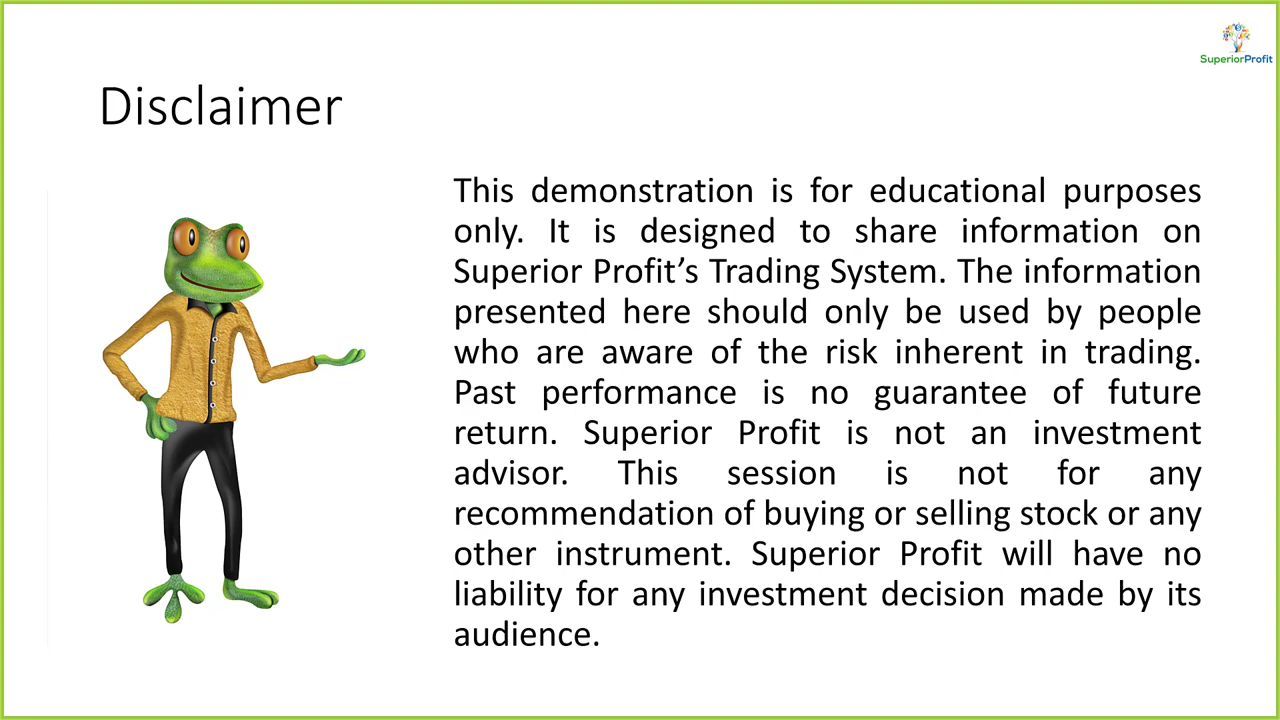 SuperiorProfit
Disclaimer
This demonstration is for educational purposes
only. It is designed to share information on
Superior Profit’s Trading System. The information
presented here should only be used by people
who are aware of the risk inherent in trading.
Past performance is no guarantee of future
return. Superior Profit is not an investment
advisor. This session is not for any
recommendation of buying or selling stock or any
other instrument. Superior Profit will have no
liability for any investment decision made by its
audience.